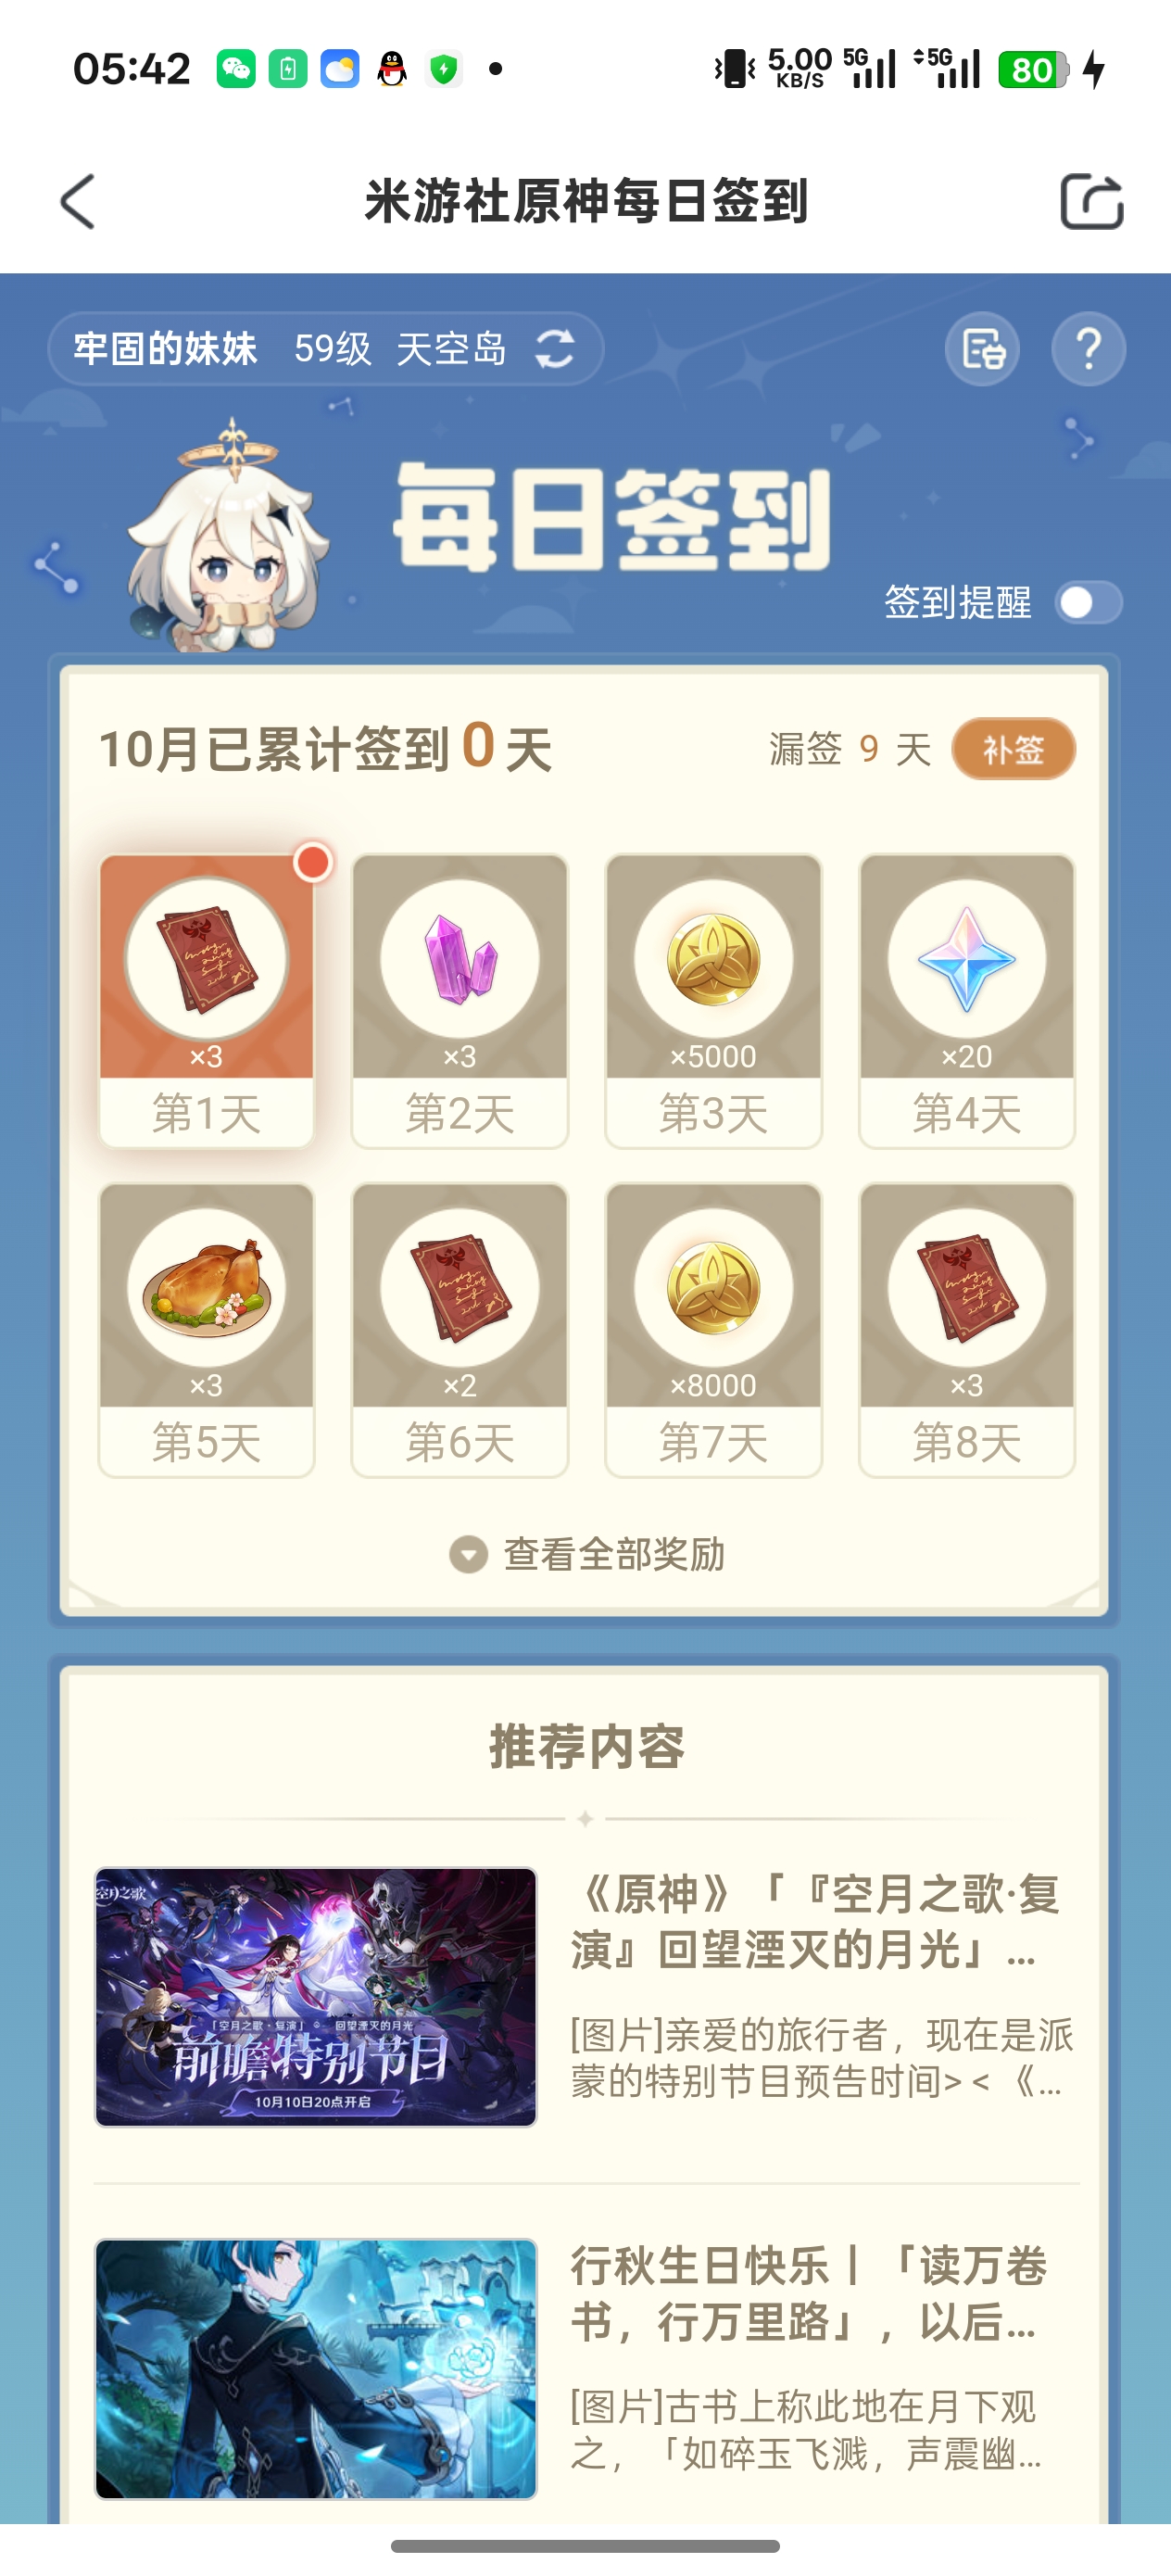 05:42
5.00 KB/S 5G 5G 80
米游社原神每日签到
牢固的妹妹 59级 天空岛
?
每日签到
签到提醒
10月已累计签到0天 漏签 9 天 补签
×3 ×3 ×5000 ×20
第1天 第2天 第3天 第4天
×3 ×2 ×8000 ×3
第5天 第6天 第7天 第8天
查看全部奖励
推荐内容
空月之歌
「空月之歌·复演」 回望湮灭的月光
前瞻特别节目
10月10日20点开启
《原神》「『空月之歌·复
演』回望湮灭的月光」...
[图片]亲爱的旅行者，现在是派
蒙的特别节目预告时间> < 《...
行秋生日快乐丨「读万卷
书，行万里路」，以后...
[图片]古书上称此地在月下观
之，「如碎玉飞溅，声震幽...